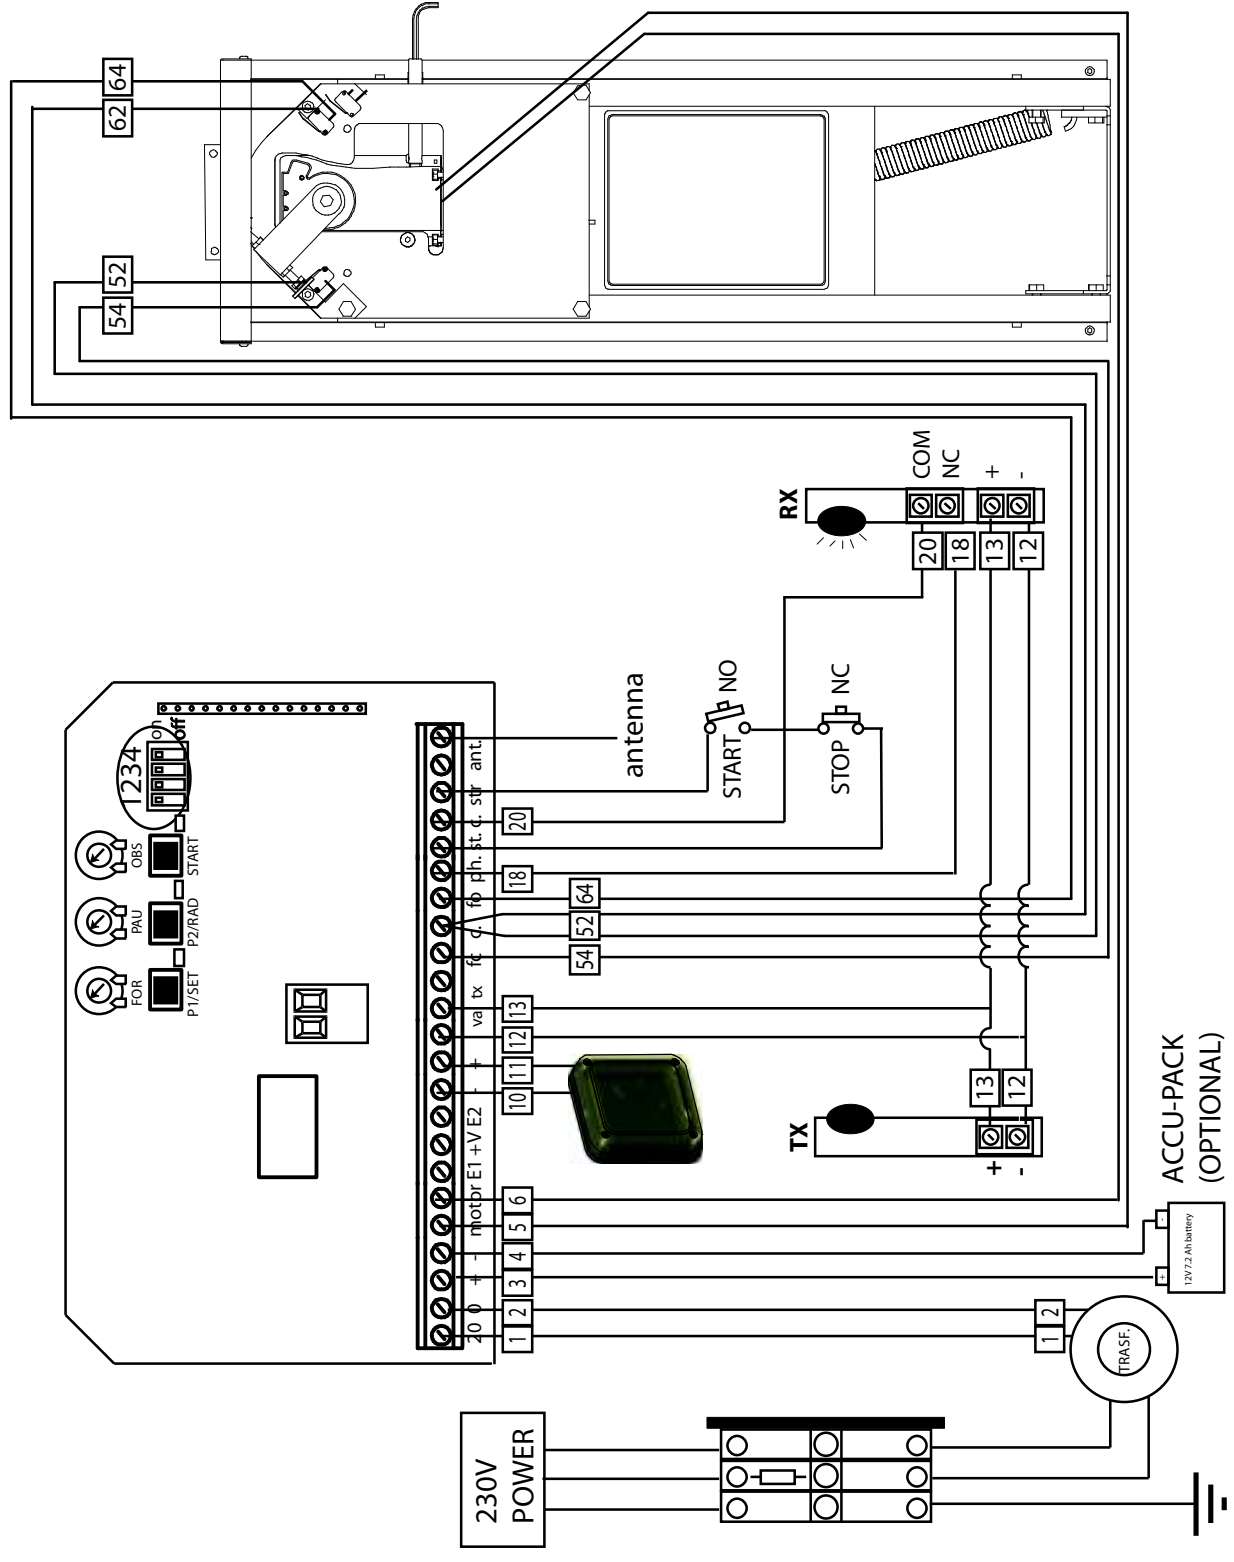 64
62
52
54
RX
COM
NC
+
-
20
18
13
12
1234
on
off
OBS
START
PAU
P2/RAD
FOR
P1/SET
antenna
START
NO
STOP
NC
20 0 + - motor E1 +V E2 - + va tx fc c. fo ph. st. c. str ant.
20
18
64
52
54
13
12
11
10
6
5
4
3
2
1
TX
+
-
13
12
ACCU-PACK
(OPTIONAL)
+
-
12V 7.2 Ah battery
2
1
TRASF.
230V
POWER